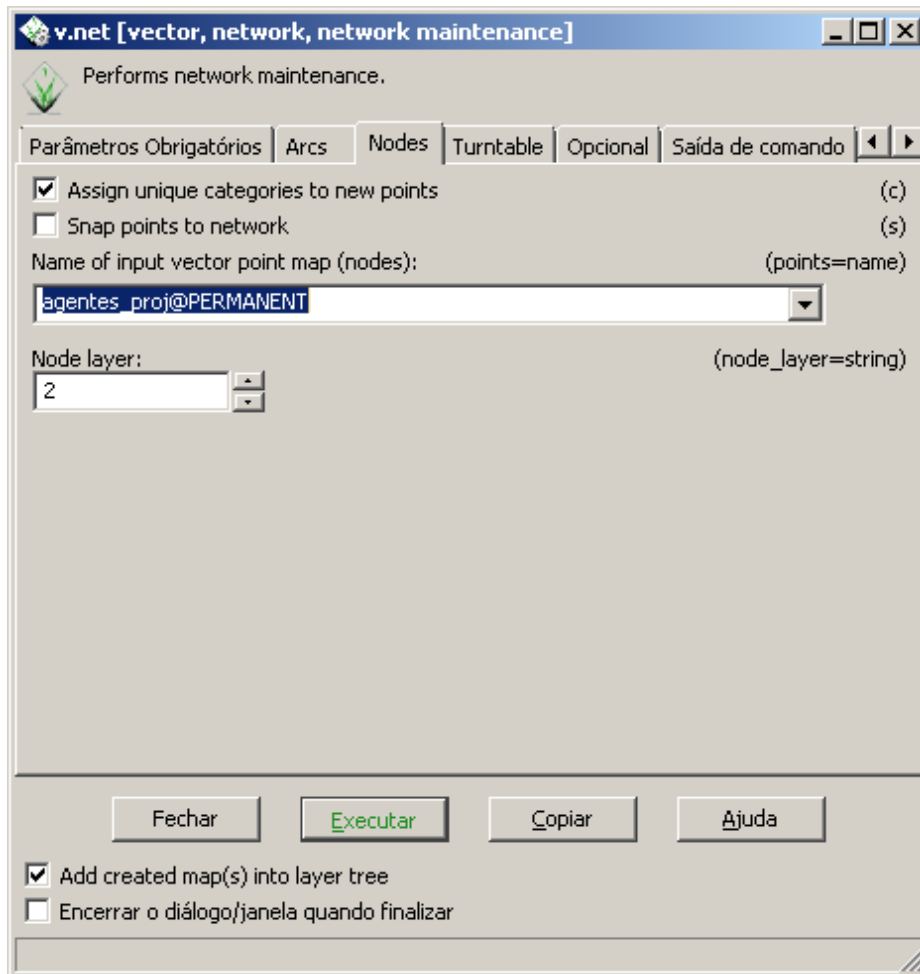 v.net [vector, network, network maintenance]
Performs network maintenance.
Parâmetros Obrigatórios Arcs Nodes Turntable Opcional Saída de comando
Assign unique categories to new points (c)
Snap points to network (s)
Name of input vector point map (nodes): (points=name)
agentes_proj@PERMANENT
Node layer: (node_layer=string)
2
Fechar Executar Copiar Ajuda
Add created map(s) into layer tree
Encerrar o diálogo/janela quando finalizar